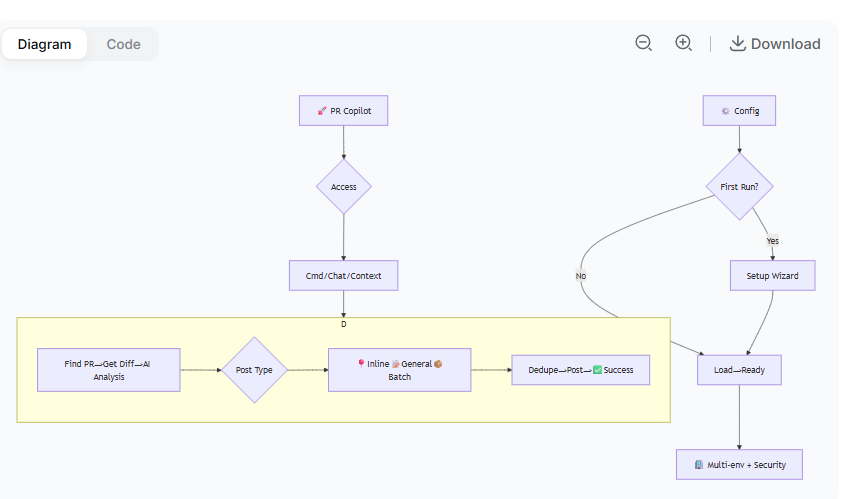 Diagram
Code
Download
🚀 PR Copilot
⚙️ Config
Access
First Run?
Yes
No
Cmd/Chat/Context
Setup Wizard
D
Find PR→Get Diff→AI
Analysis
Post Type
📍Inline 💬General 📦
Batch
Dedupe→Post→✅Success
Load→Ready
🏢 Multi-env + Security